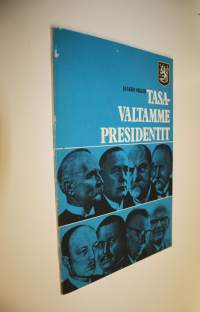 TASA-
VALTAMME
PRESIDENTIT